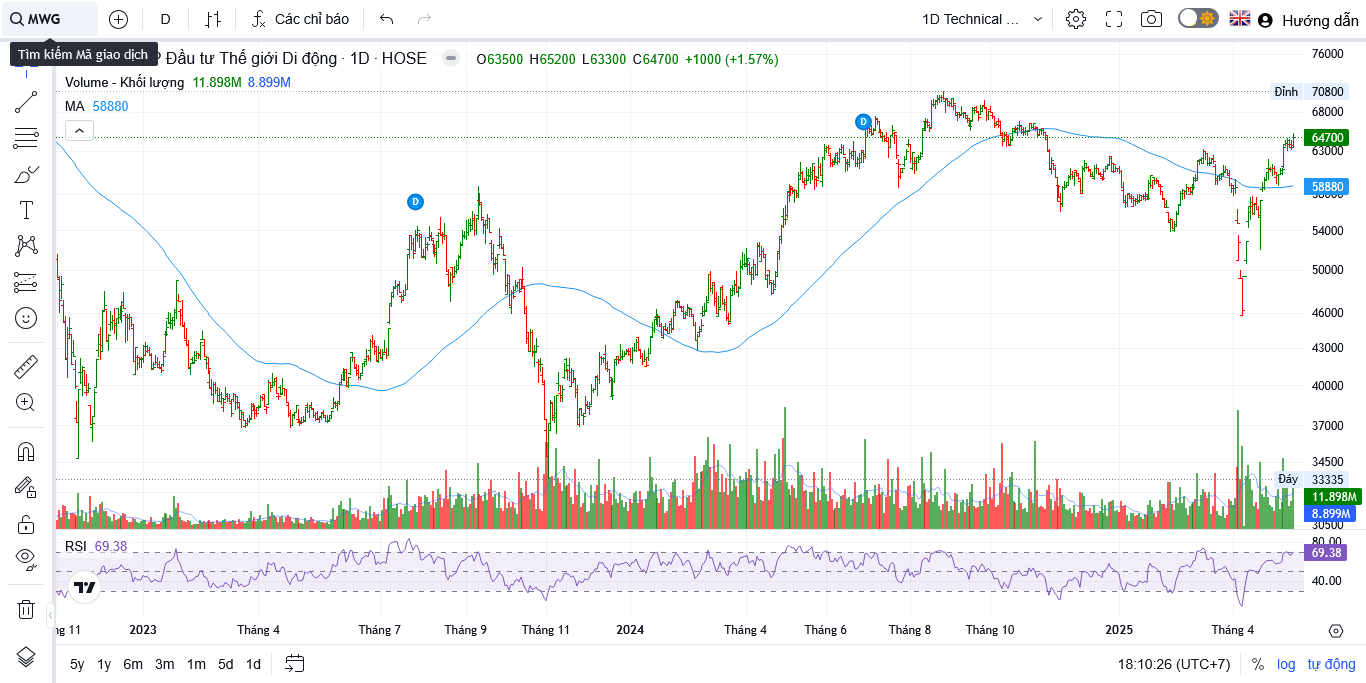 MWG D Các chỉ báo 1D Technical ... Hướng dẫn
Tìm kiếm Mã giao dịch
P Đầu tư Thế giới Di động · 1D · HOSE O63500 H65200 L63300 C64700 +1000 (+1.57%)
Volume - Khối lượng 11.898M 8.899M
MA 58880
D
D
76000
Đỉnh 70800
68000
64700
63000
58880
58000
54000
50000
46000
43000
40000
37000
34500
Đáy 33335
11.898M
8.899M
30500
RSI 69.38
80.00
69.38
40.00
ng 11 2023 Tháng 4 Tháng 7 Tháng 9 Tháng 11 2024 Tháng 4 Tháng 6 Tháng 8 Tháng 10 2025 Tháng 4
5y 1y 6m 3m 1m 5d 1d 18:10:26 (UTC+7) % log tự động